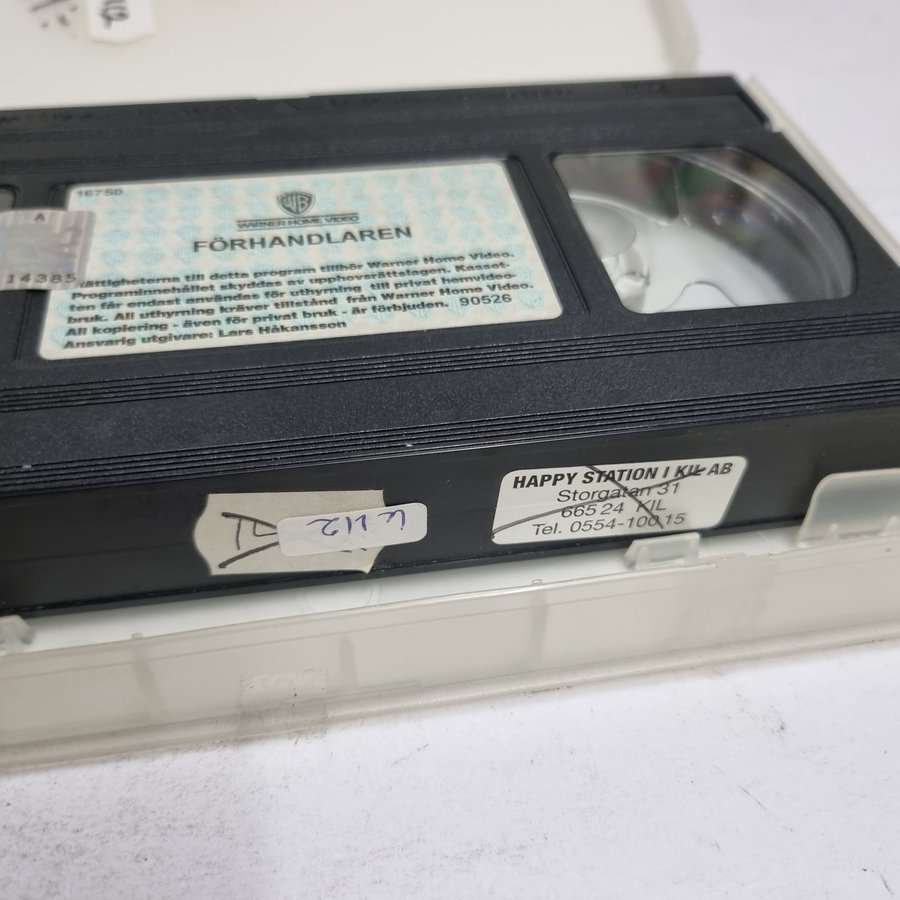 16750
WB
WARNER HOME VIDEO
FÖRHANDLAREN
A
14385
ättigheterna till detta program tillhör Warner Home Video.
Programinnehållet skyddas av upphovsrättslagen. Kasset-
ten får endast användas för uthyrning till privat hemvideo-
bruk. All uthyrning kräver tillstånd från Warner Home Video.
All kopiering - även för privat bruk - är förbjuden. 90526
Ansvarig utgivare: Lars Håkansson
HAPPY STATION I KIL AB
Storgatan 31
665 24 KIL
Tel. 0554-100 15